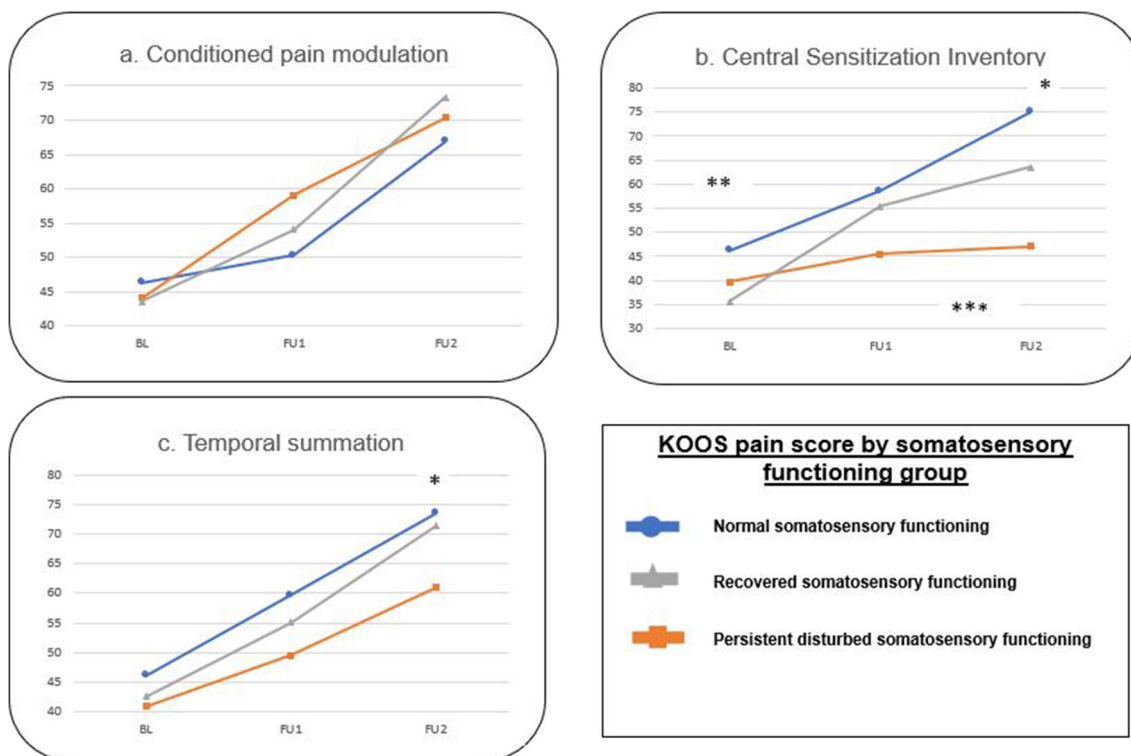 a. Conditioned pain modulation
75
70
65
60
55
50
45
40
BL FU1 FU2
b. Central Sensitization Inventory
80
75
70
65
60
55
50
45
40
35
30
*
**
***
BL FU1 FU2
c. Temporal summation
80
75
70
65
60
55
50
45
40
*
BL FU1 FU2
KOOS pain score by somatosensory
functioning group
Normal somatosensory functioning
Recovered somatosensory functioning
Persistent disturbed somatosensory functioning